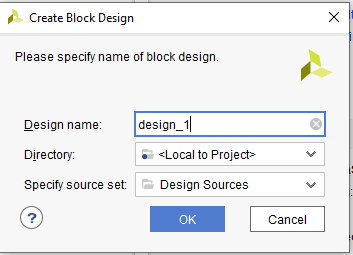 Create Block Design
Please specify name of block design.
Design name: design_1
Directory: <Local to Project>
Specify source set: Design Sources
? OK Cancel